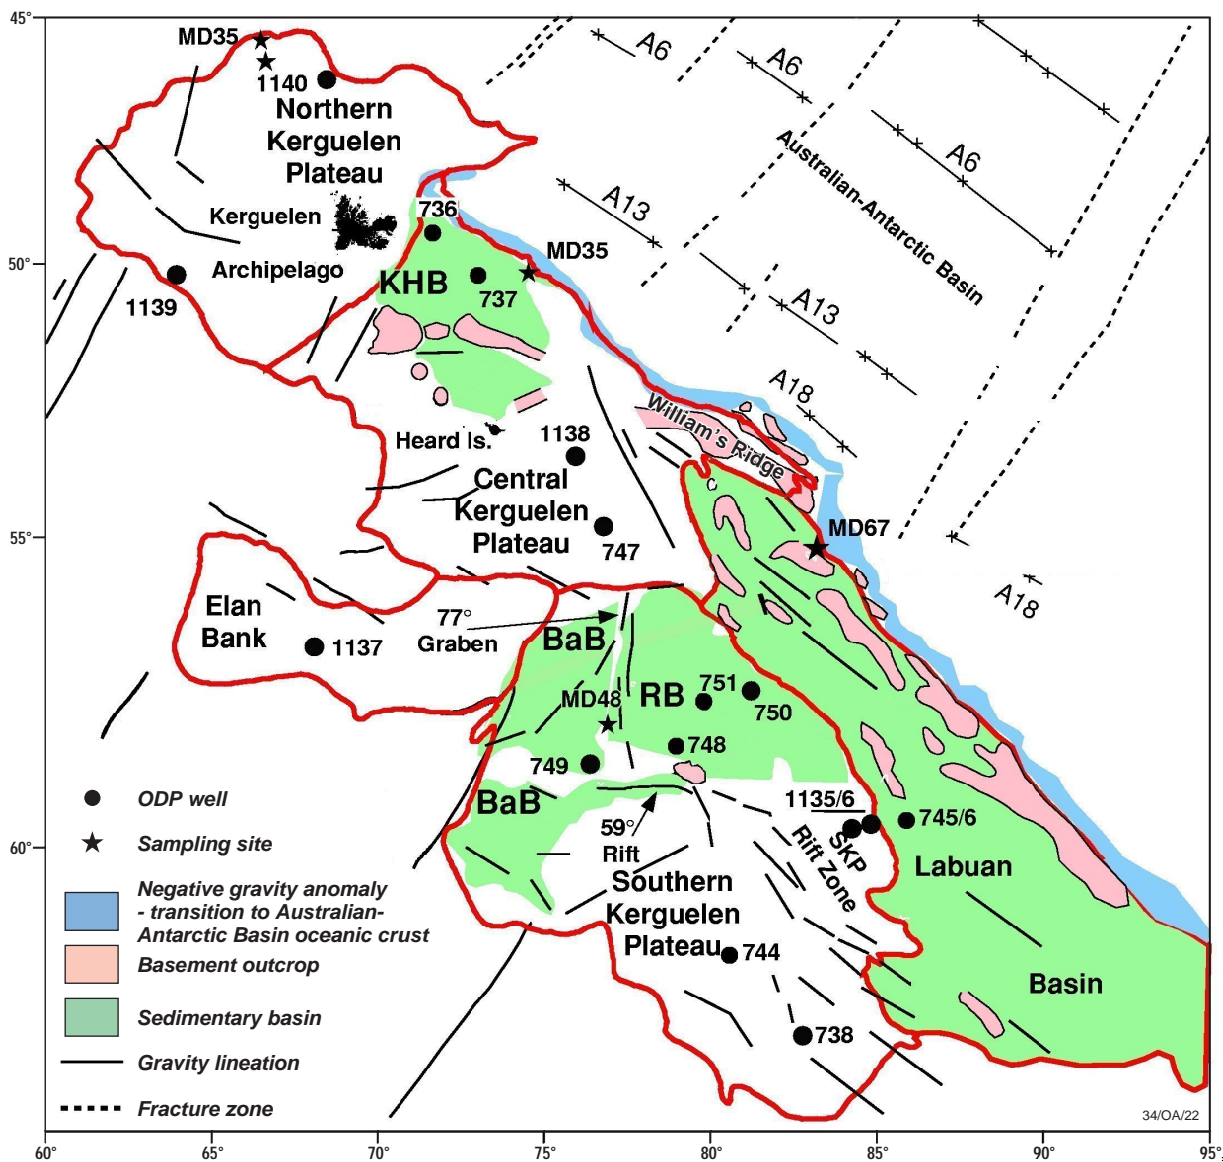 45°
MD35
1140
Northern
Kerguelen
Plateau
A6
A6
A6
Australian-Antarctic Basin
Kerguelen
736
A13
Archipelago
MD35
50°
KHB
737
1139
A13
A18
William's Ridge
Heard Is.
1138
Central
Kerguelen
Plateau
747
MD67
55°
A18
Elan
Bank
77°
Graben
1137
BaB
751
RB
750
MD48
748
749
BaB
1135/6
745/6
59°
Rift
SKP
Rift Zone
60°
Labuan
Southern
Kerguelen
Plateau
744
Basin
738
ODP well
Sampling site
Negative gravity anomaly
- transition to Australian-
Antarctic Basin oceanic crust
Basement outcrop
Sedimentary basin
Gravity lineation
Fracture zone
34/OA/22
60°
65°
70°
75°
80°
85°
90°
95°